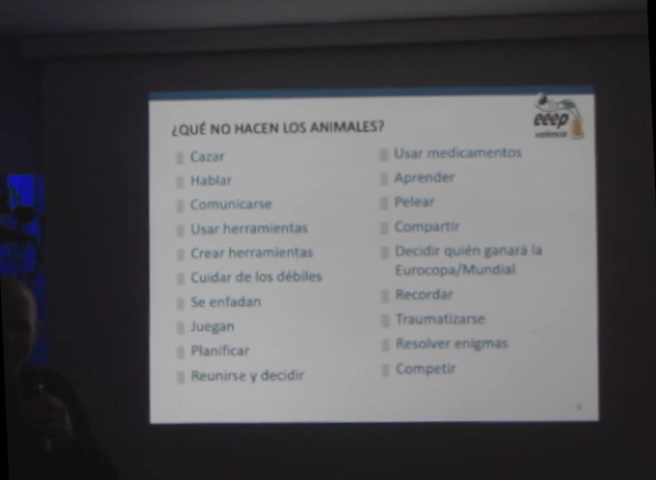 ¿QUÉ NO HACEN LOS ANIMALES?
eeep
valencia
Cazar
Hablar
Comunicarse
Usar herramientas
Crear herramientas
Cuidar de los débiles
Se enfadan
Juegan
Planificar
Reunirse y decidir
Usar medicamentos
Aprender
Pelear
Compartir
Decidir quién ganará la
Eurocopa/Mundial
Recordar
Traumatizarse
Resolver enigmas
Competir